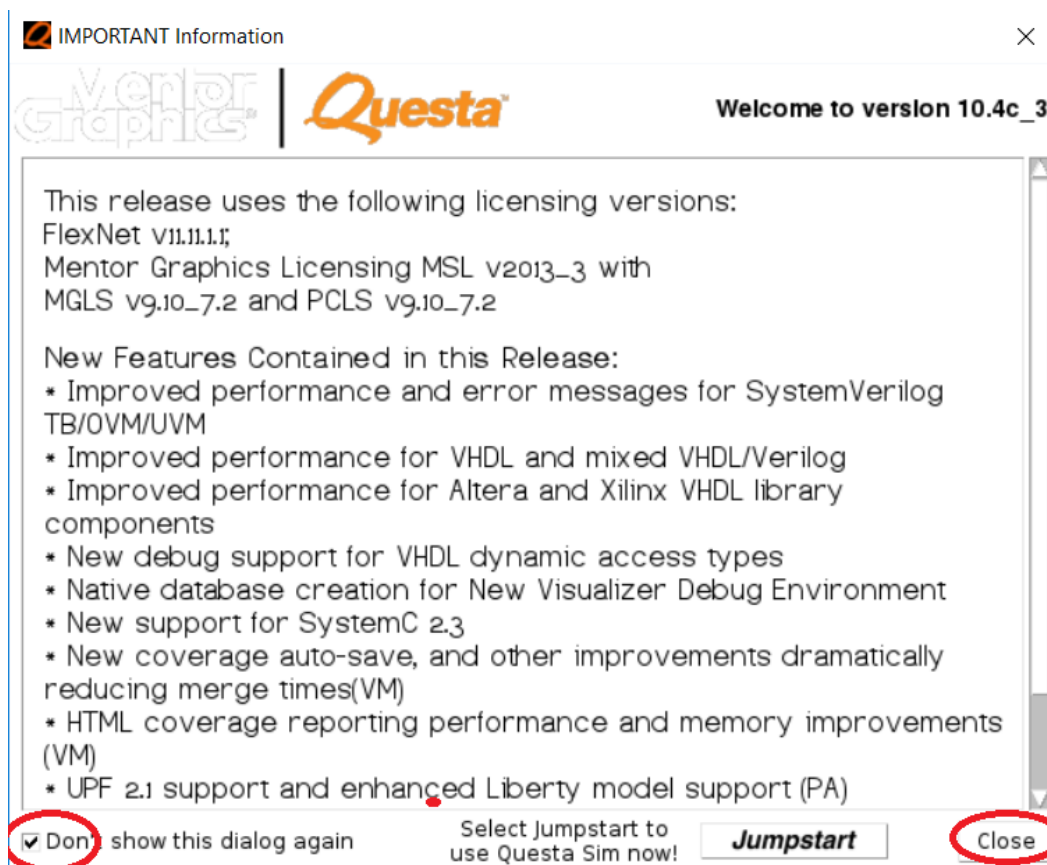 IMPORTANT Information
Mentor
Graphics®
Questa™
Welcome to version 10.4c_3
This release uses the following licensing versions:
FlexNet v11.11.1.1;
Mentor Graphics Licensing MSL v2013_3 with
MGLS v9.10_7.2 and PCLS v9.10_7.2
New Features Contained in this Release:
* Improved performance and error messages for SystemVerilog
TB/OVM/UVM
* Improved performance for VHDL and mixed VHDL/Verilog
* Improved performance for Altera and Xilinx VHDL library
components
* New debug support for VHDL dynamic access types
* Native database creation for New Visualizer Debug Environment
* New support for SystemC 2.3
* New coverage auto-save, and other improvements dramatically
reducing merge times(VM)
* HTML coverage reporting performance and memory improvements
(VM)
* UPF 2.1 support and enhanced Liberty model support (PA)
Don't show this dialog again
Select Jumpstart to
use Questa Sim now!
Jumpstart
Close